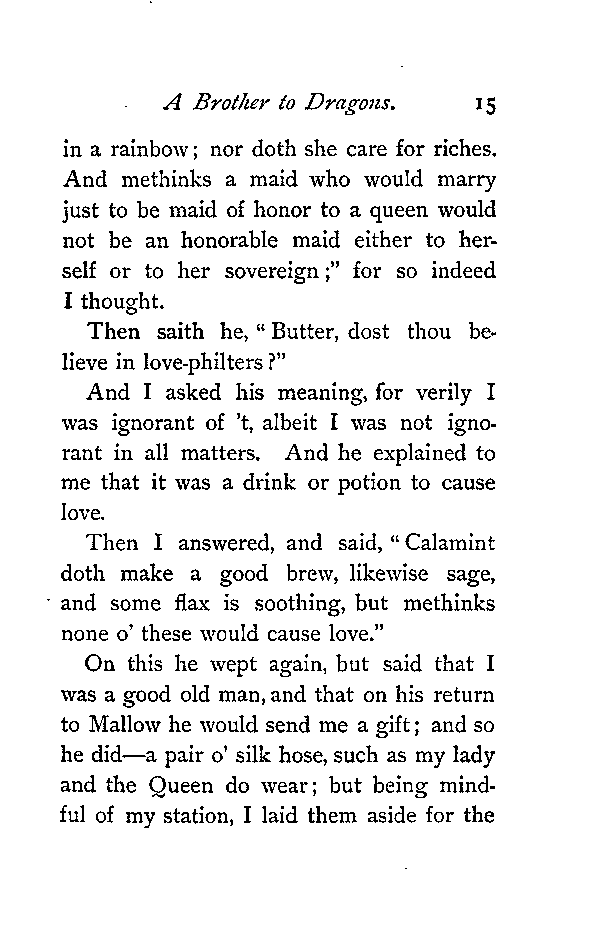 A Brother to Dragons. 15
in a rainbow; nor doth she care for riches.
And methinks a maid who would marry
just to be maid of honor to a queen would
not be an honorable maid either to her-
self or to her sovereign;" for so indeed
I thought.
Then saith he, "Butter, dost thou be-
lieve in love-philters?"
And I asked his meaning, for verily I
was ignorant of 't, albeit I was not igno-
rant in all matters. And he explained to
me that it was a drink or potion to cause
love.
Then I answered, and said, "Calamint
doth make a good brew, likewise sage,
and some flax is soothing, but methinks
none o' these would cause love."
On this he wept again, but said that I
was a good old man, and that on his return
to Mallow he would send me a gift; and so
he did—a pair o' silk hose, such as my lady
and the Queen do wear; but being mind-
ful of my station, I laid them aside for the